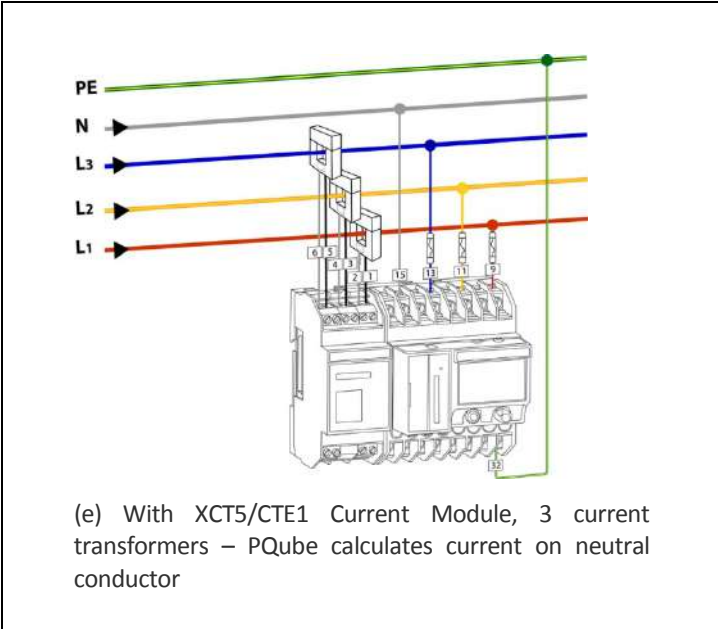 PE
N
L3
L2
L1
6 5
4 3
2 1
15 13 11 9
32
(e) With XCT5/CTE1 Current Module, 3 current
transformers – PQube calculates current on neutral
conductor